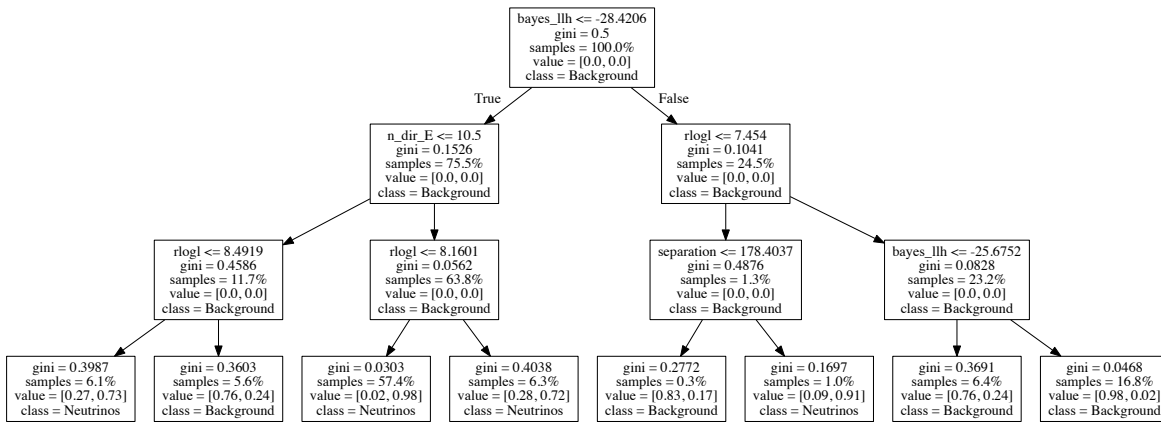 bayes_llh <= -28.4206
gini = 0.5
samples = 100.0%
value = [0.0, 0.0]
class = Background
True
False
n_dir_E <= 10.5
gini = 0.1526
samples = 75.5%
value = [0.0, 0.0]
class = Background
rlogl <= 7.454
gini = 0.1041
samples = 24.5%
value = [0.0, 0.0]
class = Background
rlogl <= 8.4919
gini = 0.4586
samples = 11.7%
value = [0.0, 0.0]
class = Background
rlogl <= 8.1601
gini = 0.0562
samples = 63.8%
value = [0.0, 0.0]
class = Background
separation <= 178.4037
gini = 0.4876
samples = 1.3%
value = [0.0, 0.0]
class = Background
bayes_llh <= -25.6752
gini = 0.0828
samples = 23.2%
value = [0.0, 0.0]
class = Background
gini = 0.3987
samples = 6.1%
value = [0.27, 0.73]
class = Neutrinos
gini = 0.3603
samples = 5.6%
value = [0.76, 0.24]
class = Background
gini = 0.0303
samples = 57.4%
value = [0.02, 0.98]
class = Neutrinos
gini = 0.4038
samples = 6.3%
value = [0.28, 0.72]
class = Neutrinos
gini = 0.2772
samples = 0.3%
value = [0.83, 0.17]
class = Background
gini = 0.1697
samples = 1.0%
value = [0.09, 0.91]
class = Neutrinos
gini = 0.3691
samples = 6.4%
value = [0.76, 0.24]
class = Background
gini = 0.0468
samples = 16.8%
value = [0.98, 0.02]
class = Background